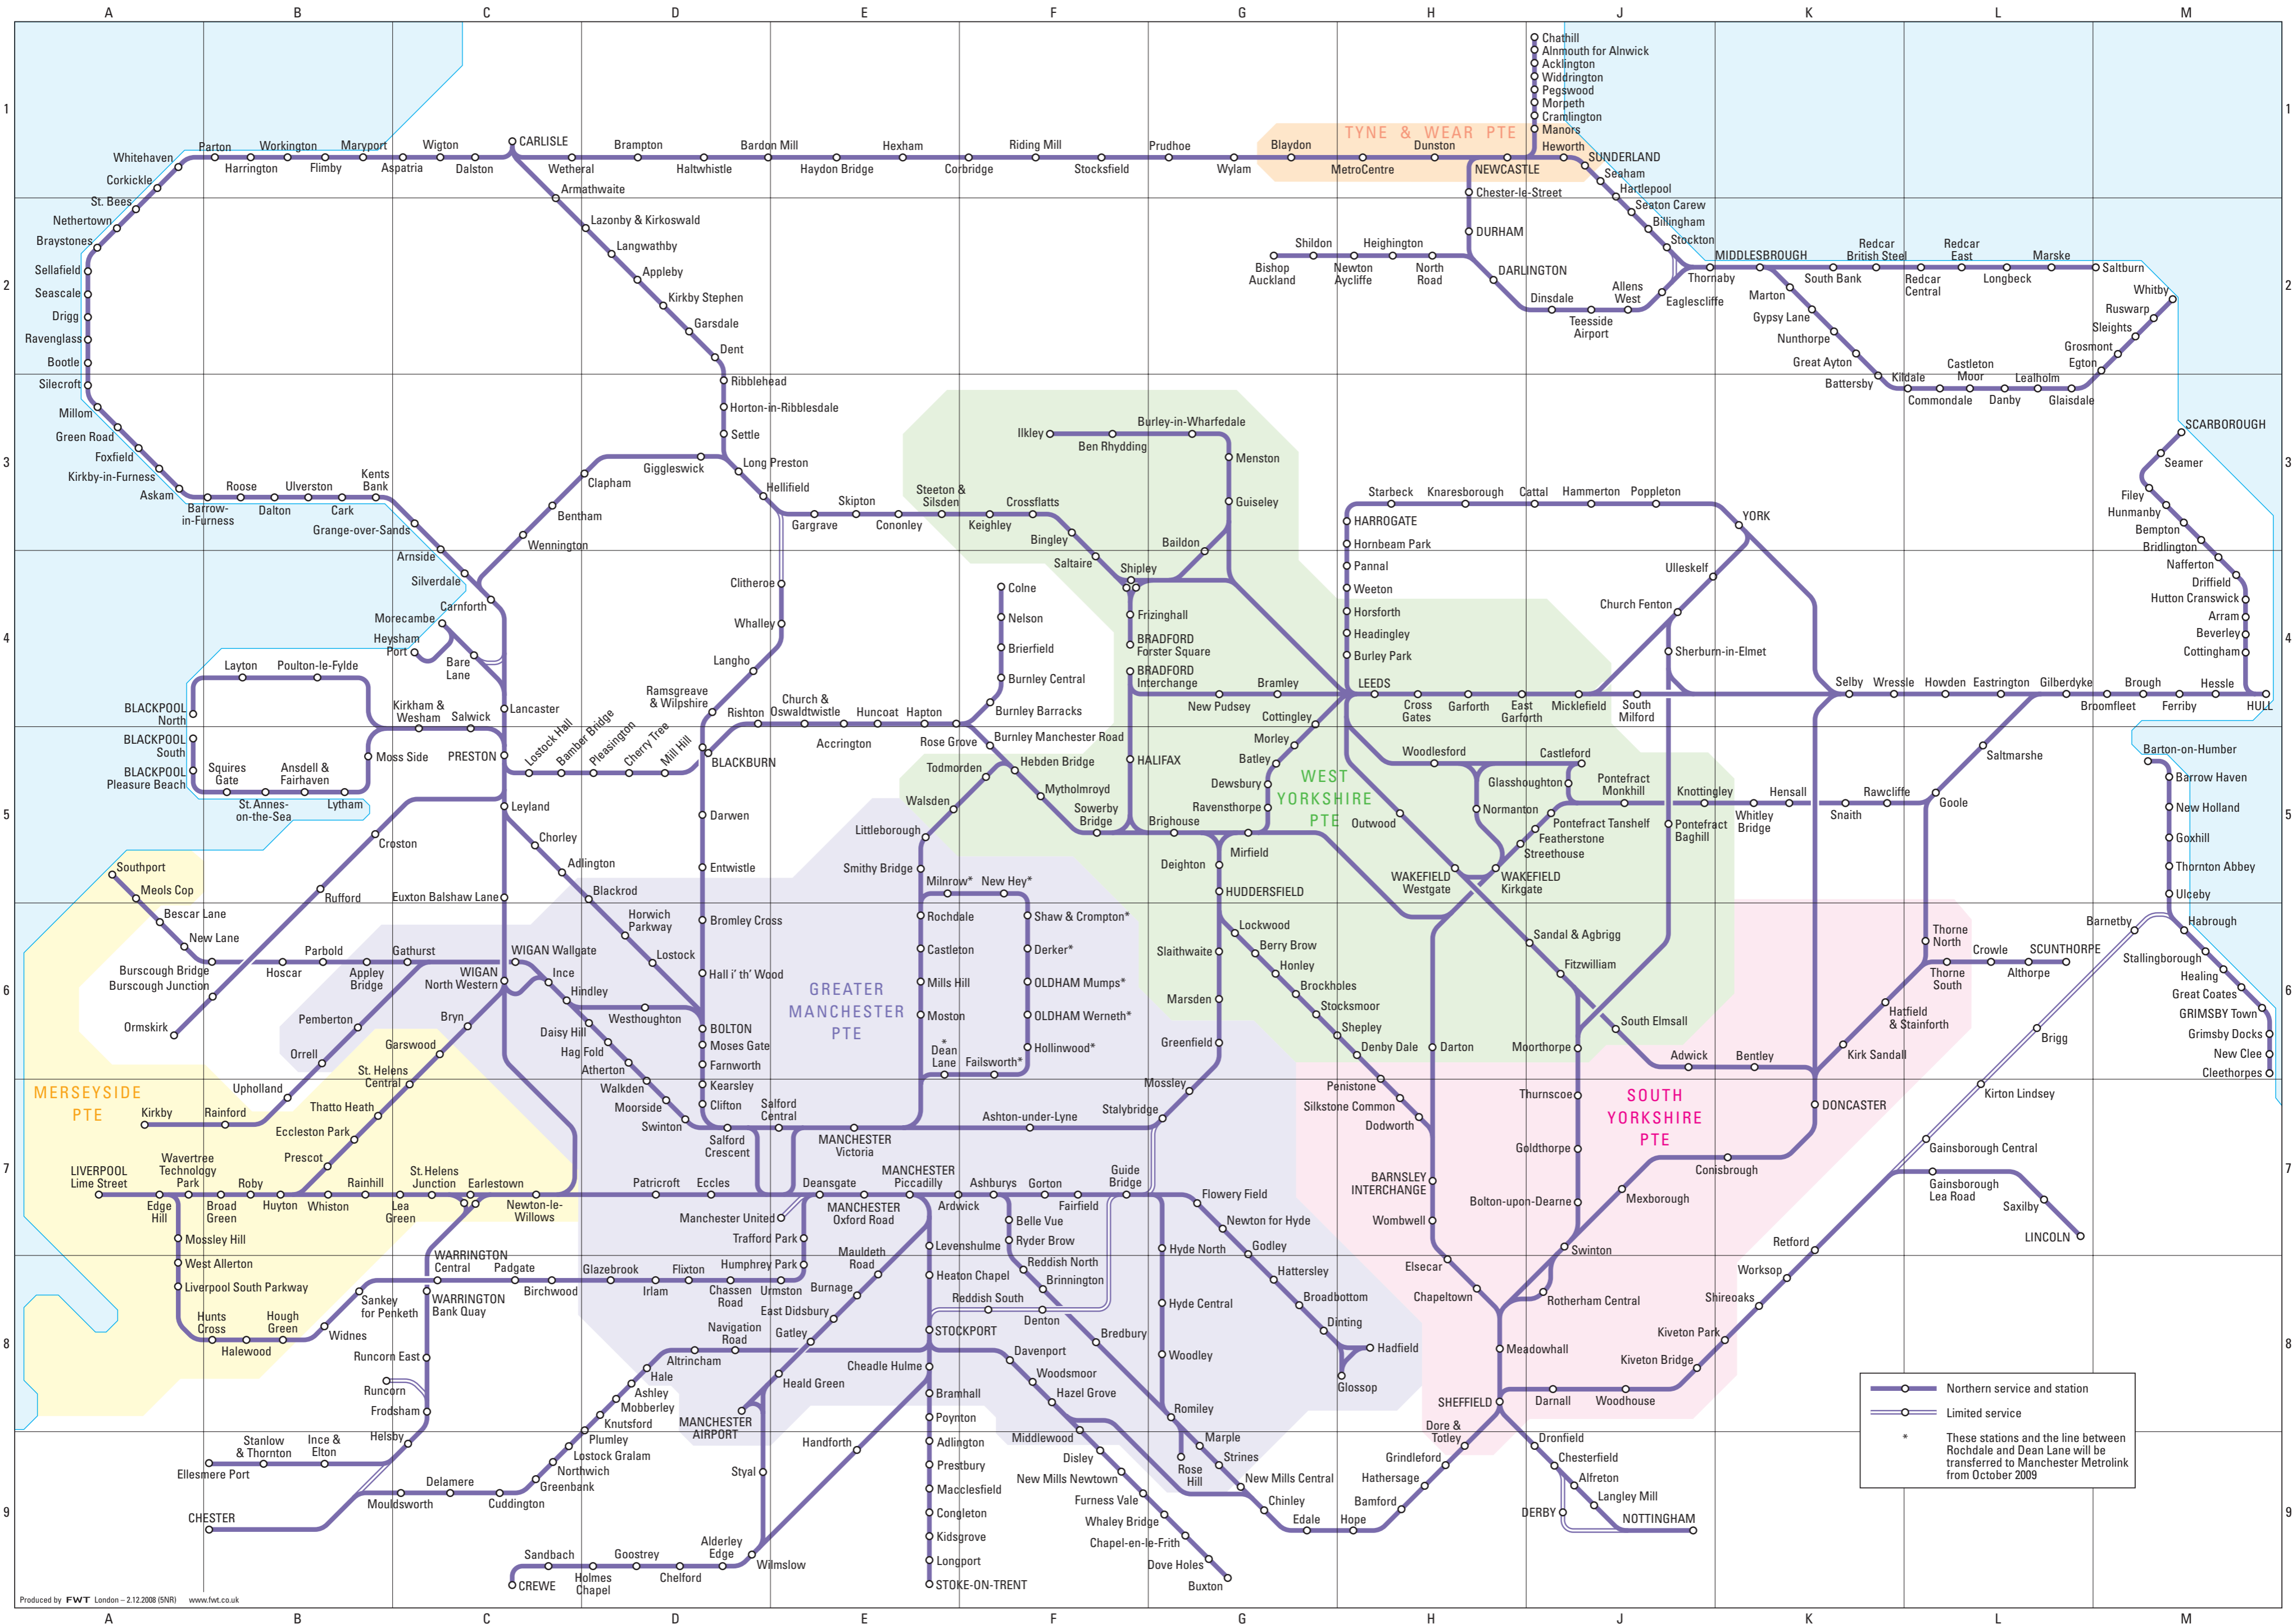 A B C D E F G H J K L M
1
2
3
4
5
6
7
8
9
Chathill
Alnmouth for Alnwick
Acklington
Widdrington
Pegswood
Morpeth
Cramlington
Manors
TYNE & WEAR PTE
Whitehaven
Parton
Harrington
Workington
Flimby
Maryport
Aspatria
Wigton
Dalston
CARLISLE
Wetheral
Brampton
Haltwhistle
Bardon Mill
Haydon Bridge
Hexham
Corbridge
Riding Mill
Stocksfield
Prudhoe
Wylam
Blaydon
MetroCentre
Dunston
NEWCASTLE
Heworth
SUNDERLAND
Seaham
Hartlepool
Seaton Carew
Billingham
Stockton
Chester-le-Street
DURHAM
Corkickle
St. Bees
Nethertown
Braystones
Sellafield
Seascale
Drigg
Ravenglass
Bootle
Silecroft
Millom
Green Road
Foxfield
Kirkby-in-Furness
Askam
Armathwaite
Lazonby & Kirkoswald
Langwathby
Appleby
Kirkby Stephen
Garsdale
Dent
Ribblehead
Horton-in-Ribblesdale
Settle
Bishop
Auckland
Shildon
Newton
Aycliffe
Heighington
North
Road
DARLINGTON
Dinsdale
Teesside
Airport
Allens
West
Eaglescliffe
Thornaby
MIDDLESBROUGH
South Bank
Redcar
British Steel
Redcar
Central
Redcar
East
Longbeck
Marske
Saltburn
Marton
Gypsy Lane
Nunthorpe
Great Ayton
Battersby
Kildale
Commondale
Castleton
Moor
Danby
Lealholm
Glaisdale
Egton
Grosmont
Sleights
Ruswarp
Whitby
SCARBOROUGH
Seamer
Filey
Hunmanby
Bempton
Bridlington
Nafferton
Driffield
Hutton Cranswick
Arram
Beverley
Cottingham
Barrow-
in-Furness
Roose
Dalton
Ulverston
Cark
Kents
Bank
Grange-over-Sands
Arnside
Silverdale
Carnforth
Giggleswick
Clapham
Bentham
Wennington
Long Preston
Hellifield
Gargrave
Skipton
Cononley
Steeton &
Silsden
Keighley
Crossflatts
Bingley
Saltaire
Shipley
Frizinghall
BRADFORD
Forster Square
BRADFORD
Interchange
Ilkley
Ben Rhydding
Burley-in-Wharfedale
Menston
Guiseley
Baildon
Starbeck
Knaresborough
Cattal
Hammerton
Poppleton
YORK
HARROGATE
Hornbeam Park
Pannal
Weeton
Horsforth
Headingley
Burley Park
Ulleskelf
Church Fenton
Sherburn-in-Elmet
Morecambe
Heysham
Port
Bare
Lane
Lancaster
Clitheroe
Whalley
Langho
Ramsgreave
& Wilpshire
Colne
Nelson
Brierfield
Burnley Central
Burnley Barracks
BLACKPOOL
North
Layton
Poulton-le-Fylde
Kirkham &
Wesham
Salwick
BLACKPOOL
South
BLACKPOOL
Pleasure Beach
Squires
Gate
St. Annes-
on-the-Sea
Ansdell &
Fairhaven
Lytham
Moss Side
PRESTON
Lostock Hall
Bamber Bridge
Pleasington
Cherry Tree
Mill Hill
BLACKBURN
Rishton
Church &
Oswaldtwistle
Accrington
Huncoat
Hapton
Rose Grove
Burnley Manchester Road
Hebden Bridge
Todmorden
Mytholmroyd
Sowerby
Bridge
HALIFAX
Brighouse
Walsden
Littleborough
Smithy Bridge
New Pudsey
Bramley
LEEDS
Cross
Gates
Garforth
East
Garforth
Micklefield
South
Milford
Selby
Wressle
Howden
Eastrington
Gilberdyke
Broomfleet
Brough
Ferriby
Hessle
HULL
Cottingley
Morley
Batley
Dewsbury
Ravensthorpe
Mirfield
WEST
YORKSHIRE
PTE
Woodlesford
Castleford
Glasshoughton
Pontefract
Monkhill
Normanton
Outwood
Pontefract Tanshelf
Featherstone
Streethouse
Pontefract
Baghill
Knottingley
Whitley
Bridge
Hensall
Snaith
Rawcliffe
Goole
Saltmarshe
Barton-on-Humber
Barrow Haven
New Holland
Goxhill
Thornton Abbey
Ulceby
Habrough
Barnetby
Stallingborough
Healing
Great Coates
GRIMSBY Town
Grimsby Docks
New Clee
Cleethorpes
Leyland
Chorley
Adlington
Blackrod
Horwich
Parkway
Lostock
Euxton Balshaw Lane
Darwen
Entwistle
Bromley Cross
Hall i' th' Wood
BOLTON
Moses Gate
Farnworth
Kearsley
Clifton
Croston
Rufford
Southport
Meols Cop
Bescar Lane
New Lane
Burscough Bridge
Burscough Junction
Ormskirk
Hoscar
Parbold
Appley
Bridge
Gathurst
WIGAN Wallgate
WIGAN
North Western
Ince
Hindley
Westhoughton
Daisy Hill
Hag Fold
Atherton
Walkden
Moorside
Swinton
Pemberton
Orrell
Upholland
Rainford
Kirkby
Bryn
Garswood
St. Helens
Central
Thatto Heath
Eccleston Park
Prescot
MERSEYSIDE
PTE
GREATER
MANCHESTER
PTE
Milnrow*
New Hey*
Rochdale
Castleton
Mills Hill
Moston
*
Dean
Lane
Failsworth*
Shaw & Crompton*
Derker*
OLDHAM Mumps*
OLDHAM Werneth*
Hollinwood*
Deighton
HUDDERSFIELD
Slaithwaite
Marsden
Greenfield
Mossley
Stalybridge
Lockwood
Berry Brow
Honley
Brockholes
Stocksmoor
Shepley
Denby Dale
Penistone
Silkstone Common
Dodworth
WAKEFIELD
Westgate
WAKEFIELD
Kirkgate
Sandal & Agbrigg
Fitzwilliam
South Elmsall
Moorthorpe
Darton
Thurnscoe
Goldthorpe
Bolton-upon-Dearne
Adwick
Bentley
Kirk Sandall
Hatfield
& Stainforth
Thorne
North
Thorne
South
Crowle
Althorpe
SCUNTHORPE
Brigg
Kirton Lindsey
Gainsborough Central
Gainsborough
Lea Road
Saxilby
LINCOLN
DONCASTER
SOUTH
YORKSHIRE
PTE
Conisbrough
Mexborough
Swinton
Rotherham Central
BARNSLEY
INTERCHANGE
Wombwell
Elsecar
Chapeltown
Meadowhall
SHEFFIELD
Darnall
Woodhouse
Kiveton Bridge
Kiveton Park
Shireoaks
Worksop
Retford
Salford
Crescent
Salford
Central
MANCHESTER
Victoria
Ashton-under-Lyne
LIVERPOOL
Lime Street
Edge
Hill
Wavertree
Technology
Park
Broad
Green
Roby
Huyton
Whiston
Rainhill
Lea
Green
St. Helens
Junction
Earlestown
Newton-le-
Willows
Patricroft
Eccles
Deansgate
MANCHESTER
Oxford Road
MANCHESTER
Piccadilly
Ardwick
Ashburys
Gorton
Fairfield
Guide
Bridge
Manchester United
Trafford Park
Humphrey Park
Urmston
Chassen
Road
Flixton
Irlam
Glazebrook
Birchwood
Padgate
WARRINGTON
Central
WARRINGTON
Bank Quay
Sankey
for Penketh
Widnes
Hough
Green
Halewood
Hunts
Cross
Liverpool South Parkway
West Allerton
Mossley Hill
Belle Vue
Ryder Brow
Reddish North
Brinnington
Bredbury
Flowery Field
Newton for Hyde
Godley
Hattersley
Broadbottom
Dinting
Hadfield
Glossop
Hyde North
Hyde Central
Woodley
Romiley
Rose
Hill
Marple
Strines
New Mills Central
Chinley
Edale
Hope
Bamford
Hathersage
Grindleford
Dore &
Totley
Levenshulme
Heaton Chapel
Reddish South
Denton
STOCKPORT
Mauldeth
Road
Burnage
East Didsbury
Gatley
Heald Green
MANCHESTER
AIRPORT
Styal
Handforth
Wilmslow
Navigation
Road
Altrincham
Hale
Ashley
Mobberley
Knutsford
Plumley
Lostock Gralam
Northwich
Greenbank
Cuddington
Delamere
Mouldsworth
CHESTER
Runcorn East
Runcorn
Frodsham
Helsby
Ince &
Elton
Stanlow
& Thornton
Ellesmere Port
Davenport
Woodsmoor
Hazel Grove
Middlewood
Disley
New Mills Newtown
Furness Vale
Whaley Bridge
Chapel-en-le-Frith
Dove Holes
Buxton
Cheadle Hulme
Bramhall
Poynton
Adlington
Prestbury
Macclesfield
Congleton
Kidsgrove
Longport
STOKE-ON-TRENT
Alderley
Edge
Chelford
Goostrey
Holmes
Chapel
Sandbach
CREWE
Dronfield
Chesterfield
Alfreton
Langley Mill
DERBY
NOTTINGHAM
Northern service and station
Limited service
* These stations and the line between
Rochdale and Dean Lane will be
transferred to Manchester Metrolink
from October 2009
Produced by FWT London – 2.12.2008 (5NR) www.fwt.co.uk
1
2
3
4
5
6
7
8
9
A B C D E F G H J K L M